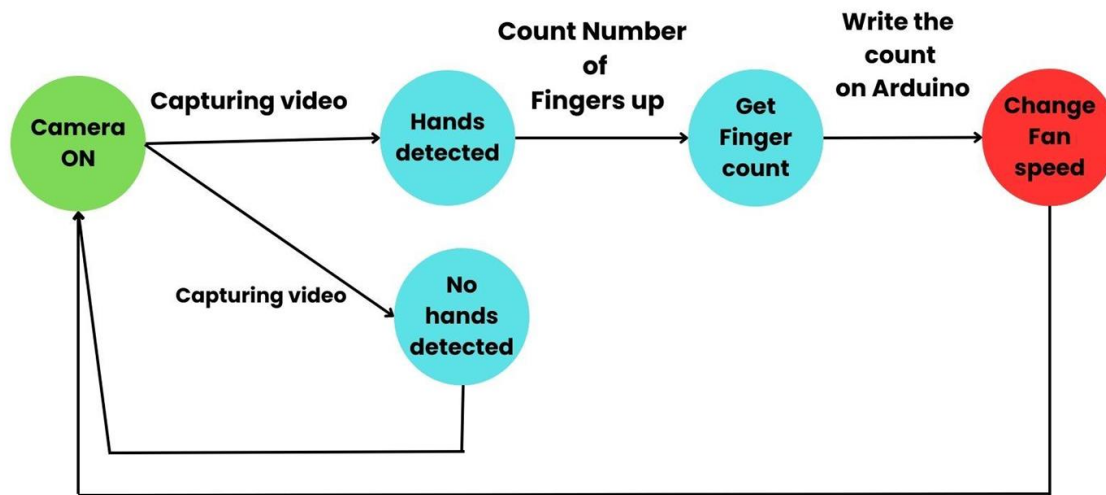 Camera
ON
Capturing video
Hands
detected
Count Number
of
Fingers up
Get
Finger
count
Write the
count
on Arduino
Change
Fan
speed
Capturing video
No
hands
detected